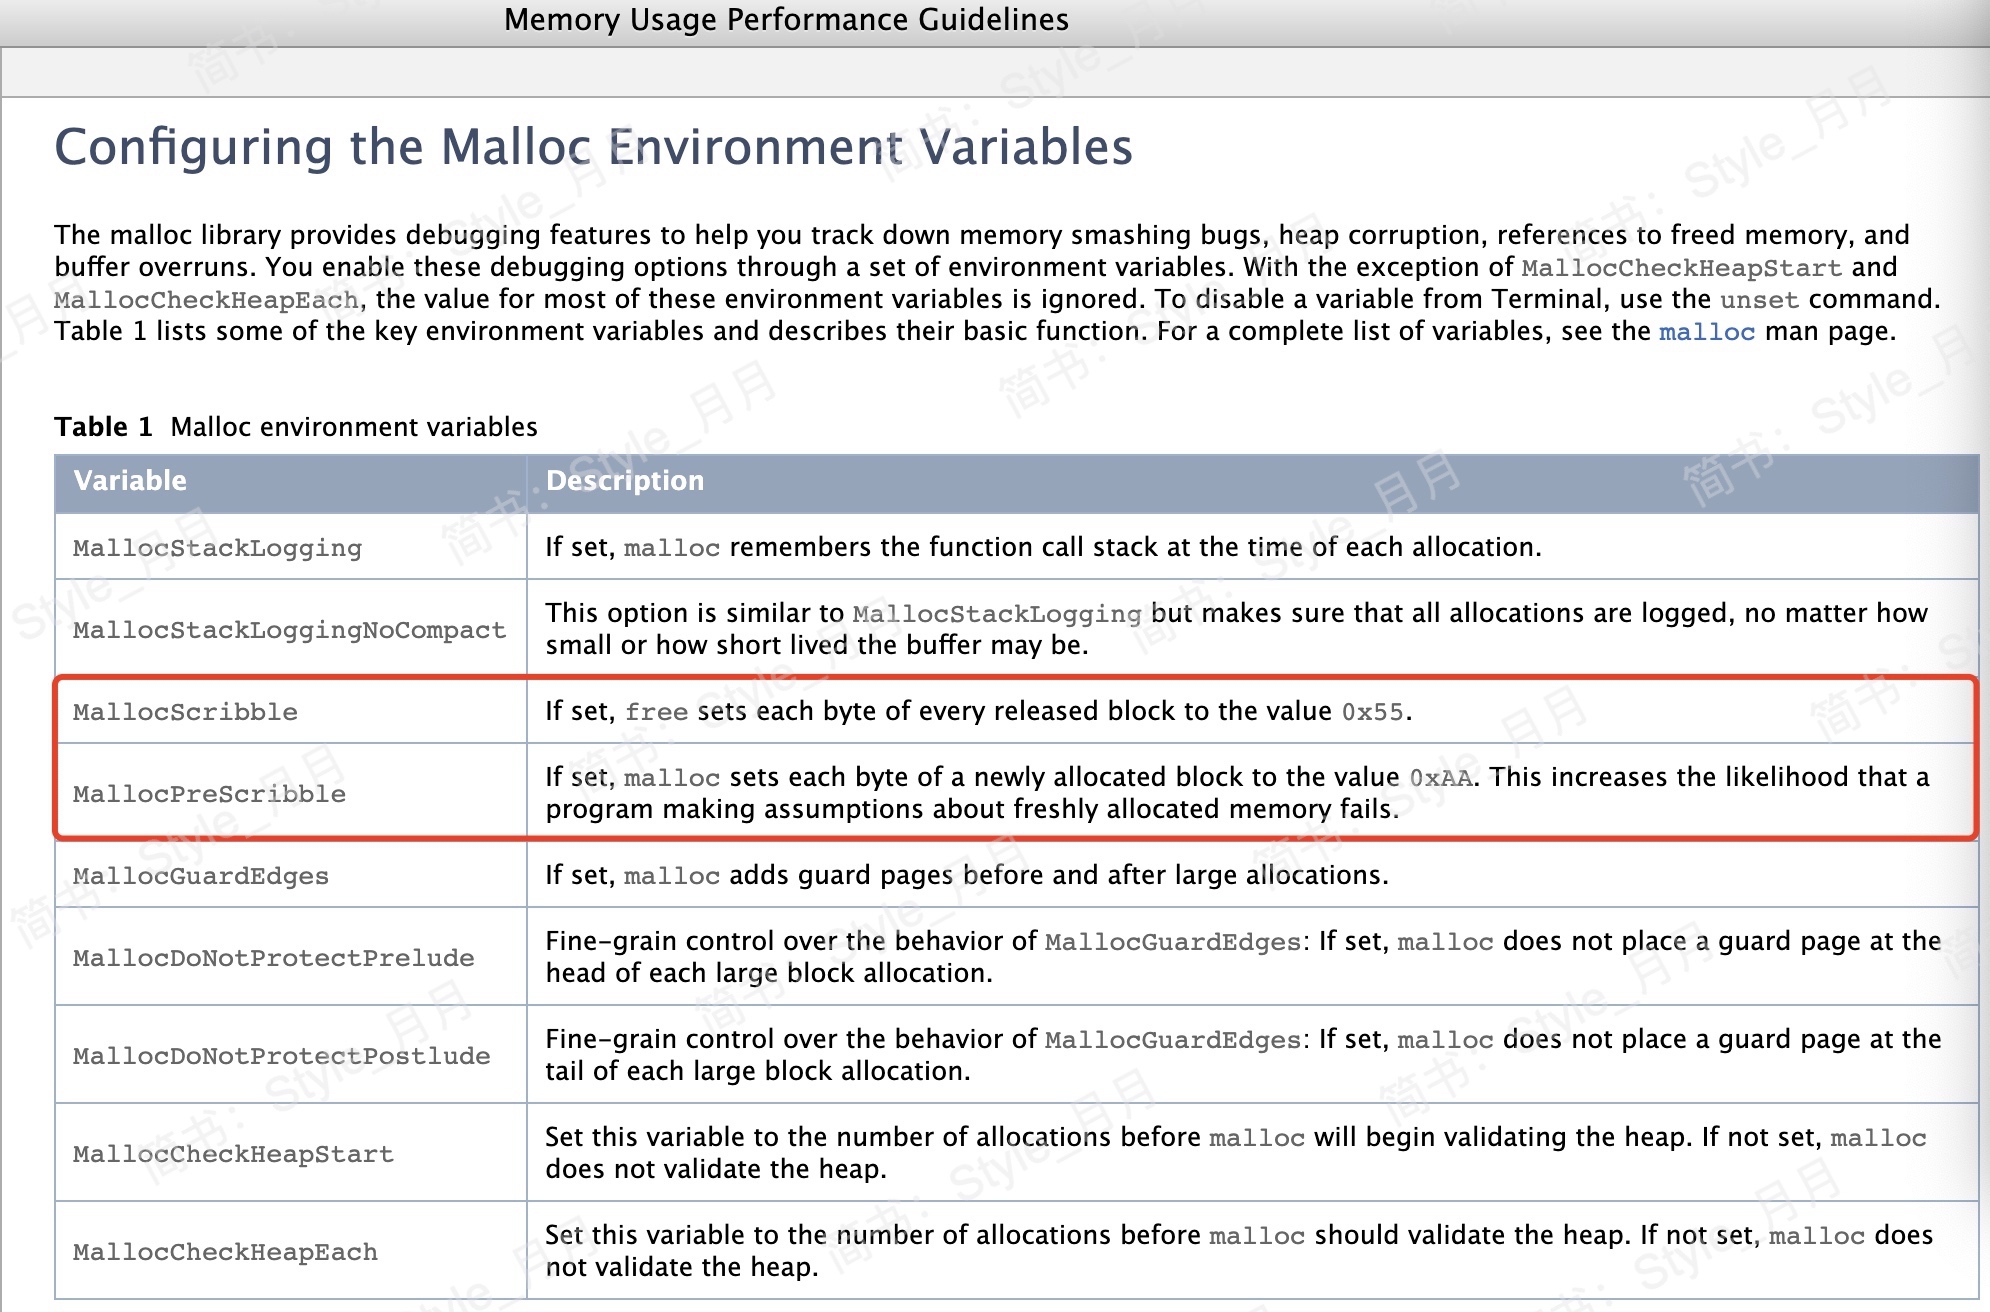 Memory Usage Performance Guidelines
Configuring the Malloc Environment Variables
The malloc library provides debugging features to help you track down memory smashing bugs, heap corruption, references to freed memory, and
buffer overruns. You enable these debugging options through a set of environment variables. With the exception of MallocCheckHeapStart and
MallocCheckHeapEach, the value for most of these environment variables is ignored. To disable a variable from Terminal, use the unset command.
Table 1 lists some of the key environment variables and describes their basic function. For a complete list of variables, see the malloc man page.
Table 1 Malloc environment variables
Variable Description
MallocStackLogging If set, malloc remembers the function call stack at the time of each allocation.
MallocStackLoggingNoCompact This option is similar to MallocStackLogging but makes sure that all allocations are logged, no matter how
small or how short lived the buffer may be.
MallocScribble If set, free sets each byte of every released block to the value 0x55.
MallocPreScribble If set, malloc sets each byte of a newly allocated block to the value 0xAA. This increases the likelihood that a
program making assumptions about freshly allocated memory fails.
MallocGuardEdges If set, malloc adds guard pages before and after large allocations.
MallocDoNotProtectPrelude Fine-grain control over the behavior of MallocGuardEdges: If set, malloc does not place a guard page at the
head of each large block allocation.
MallocDoNotProtectPostlude Fine-grain control over the behavior of MallocGuardEdges: If set, malloc does not place a guard page at the
tail of each large block allocation.
MallocCheckHeapStart Set this variable to the number of allocations before malloc will begin validating the heap. If not set, malloc
does not validate the heap.
MallocCheckHeapEach Set this variable to the number of allocations before malloc should validate the heap. If not set, malloc does
not validate the heap.
简书：Style_月月